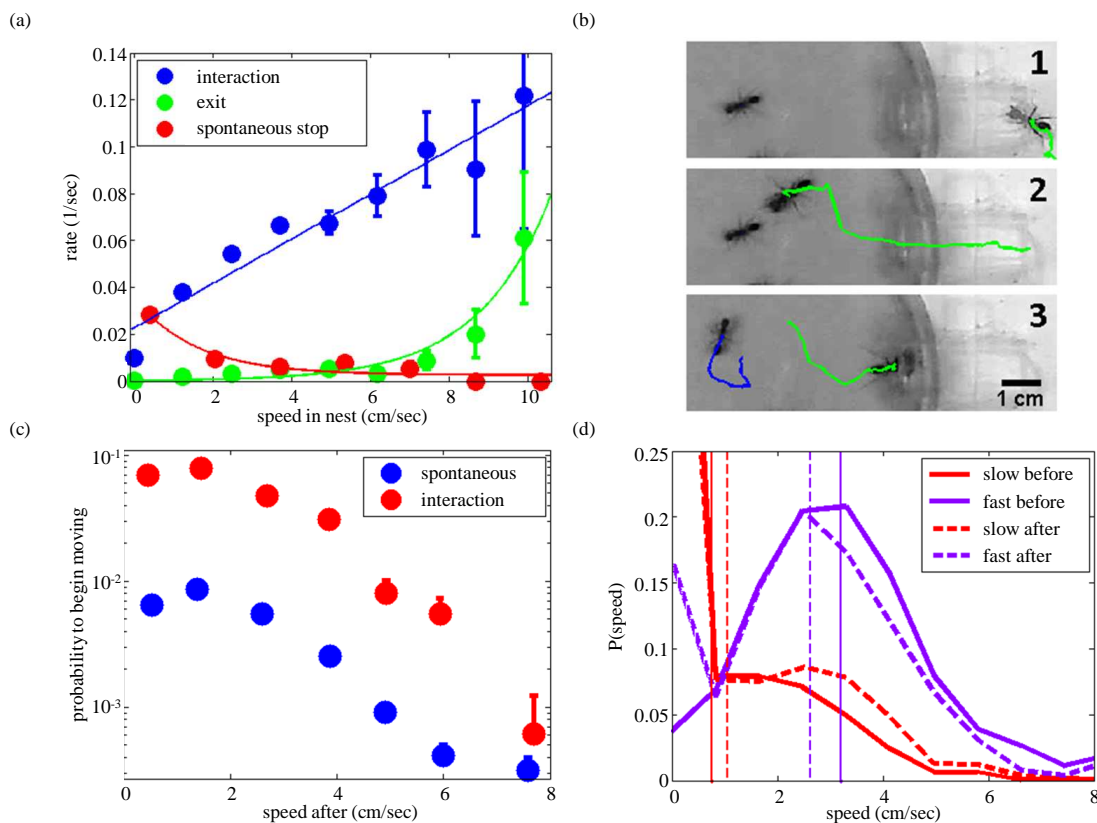 (a)
0.14
0.12
0.1
0.08
0.06
0.04
0.02
0
rate (1/sec)
interaction
exit
spontaneous stop
0 2 4 6 8 10
speed in nest (cm/sec)
(b)
1
2
3
1 cm
(c)
10-1
10-2
10-3
probability to begin moving
spontaneous
interaction
0 2 4 6 8
speed after (cm/sec)
(d)
0.25
0.2
0.15
0.10
0.05
0
P(speed)
slow before
fast before
slow after
fast after
0 2 4 6 8
speed (cm/sec)